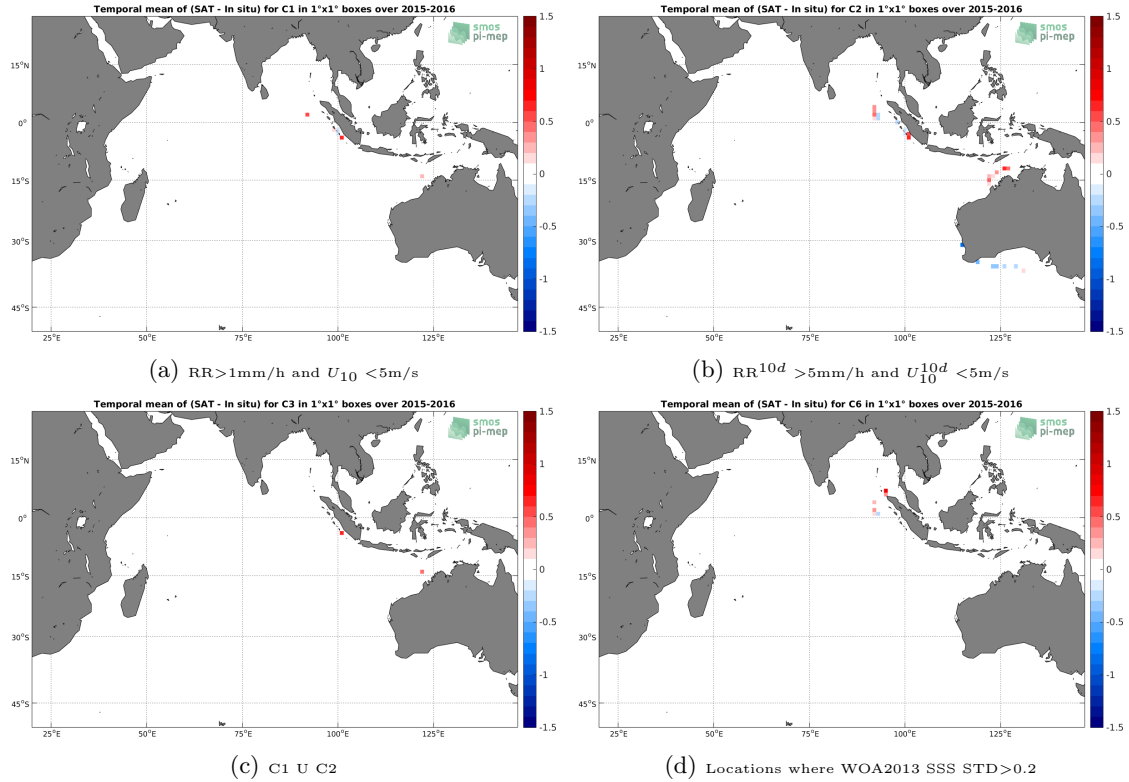 Temporal mean of (SAT - In situ) for C1 in 1°x1° boxes over 2015-2016
smos
pi-mep
15°N
0°
15°S
30°S
45°S
25°E
50°E
75°E
100°E
125°E
1.5
1
0.5
0
-0.5
-1
-1.5
(a) RR>1mm/h and U10 <5m/s
Temporal mean of (SAT - In situ) for C2 in 1°x1° boxes over 2015-2016
smos
pi-mep
15°N
0°
15°S
30°S
45°S
25°E
50°E
75°E
100°E
125°E
1.5
1
0.5
0
-0.5
-1
-1.5
(b) RR^10d >5mm/h and U10^10d <5m/s
Temporal mean of (SAT - In situ) for C3 in 1°x1° boxes over 2015-2016
smos
pi-mep
15°N
0°
15°S
30°S
45°S
25°E
50°E
75°E
100°E
125°E
1.5
1
0.5
0
-0.5
-1
-1.5
(c) C1 U C2
Temporal mean of (SAT - In situ) for C6 in 1°x1° boxes over 2015-2016
smos
pi-mep
15°N
0°
15°S
30°S
45°S
25°E
50°E
75°E
100°E
125°E
1.5
1
0.5
0
-0.5
-1
-1.5
(d) Locations where WOA2013 SSS STD>0.2